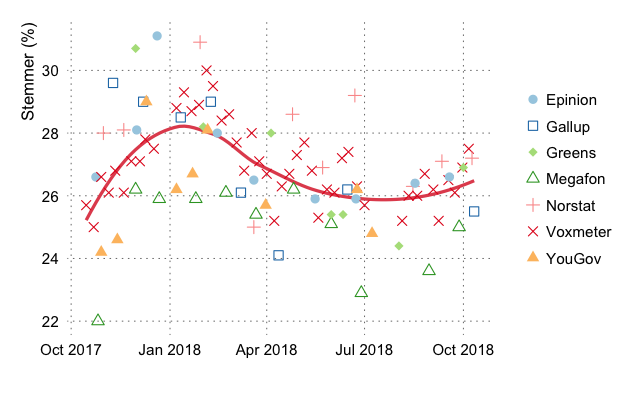 Stemmer (%)
30
28
26
24
22
Oct 2017
Jan 2018
Apr 2018
Jul 2018
Oct 2018
Epinion
Gallup
Greens
Megafon
Norstat
Voxmeter
YouGov